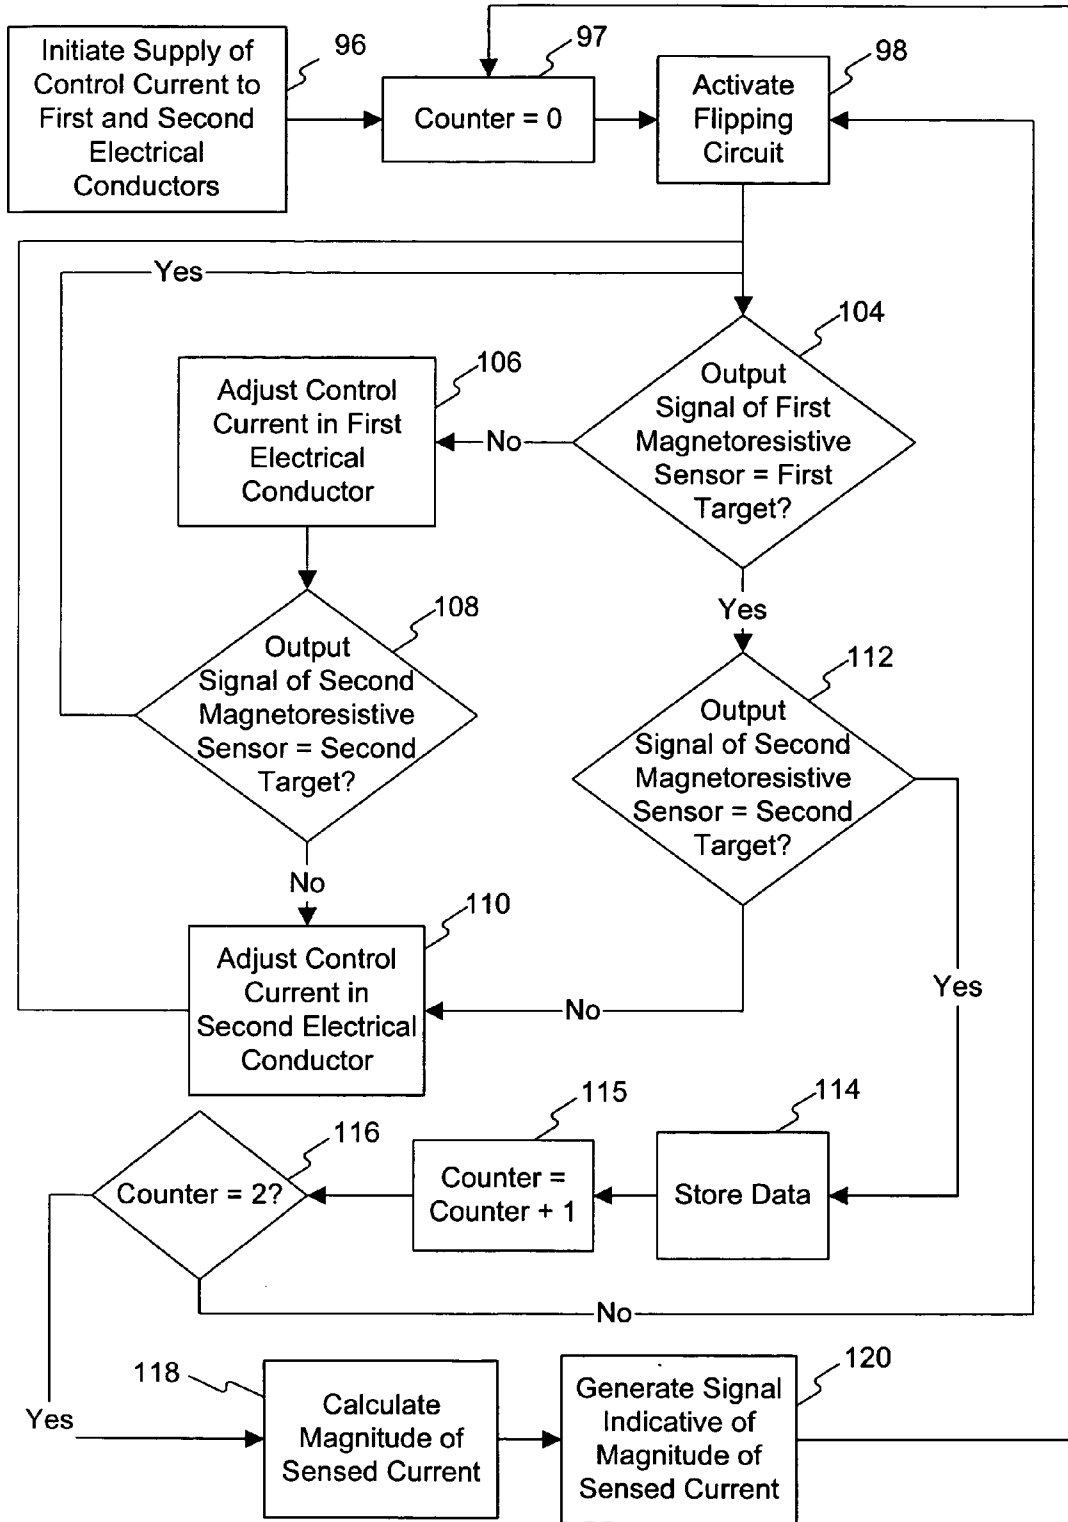 Initiate Supply of
Control Current to
First and Second
Electrical
Conductors
96
97
Counter = 0
98
Activate
Flipping
Circuit
Yes
104
Output
Signal of First
Magnetoresistive
Sensor = First
Target?
No
106
Adjust Control
Current in First
Electrical
Conductor
Yes
108
Output
Signal of Second
Magnetoresistive
Sensor = Second
Target?
112
Output
Signal of Second
Magnetoresistive
Sensor = Second
Target?
No
110
Adjust Control
Current in
Second Electrical
Conductor
No
Yes
114
Store Data
115
Counter =
Counter + 1
116
Counter = 2?
No
Yes
118
Calculate
Magnitude of
Sensed Current
120
Generate Signal
Indicative of
Magnitude of
Sensed Current